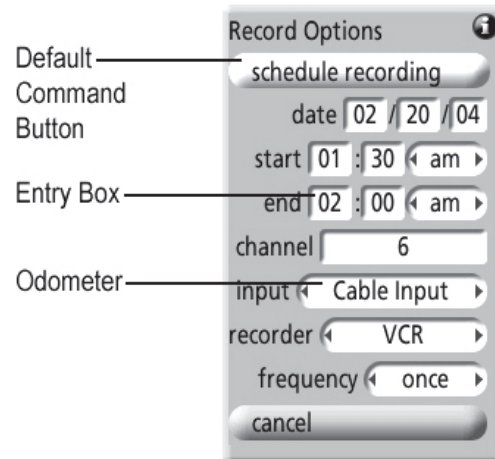 Default
Command
Button
Entry Box
Odometer
Record Options i
schedule recording
date 02 / 20 / 04
start 01 : 30 am
end 02 : 00 am
channel 6
input Cable Input
recorder VCR
frequency once
cancel